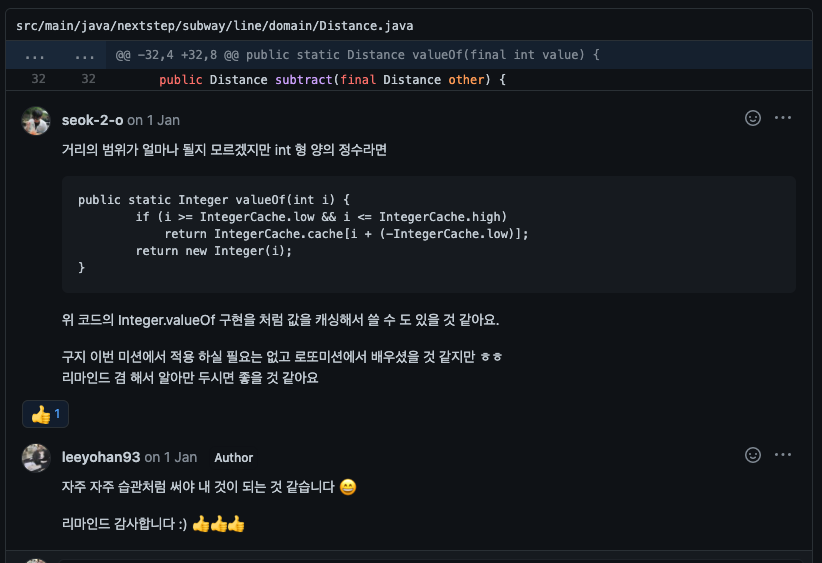 src/main/java/nextstep/subway/line/domain/Distance.java
... ... @@ -32,4 +32,8 @@ public static Distance valueOf(final int value) {
32 32 public Distance subtract(final Distance other) {
seok-2-o on 1 Jan
거리의 범위가 얼마나 될지 모르겠지만 int 형 양의 정수라면
public static Integer valueOf(int i) {
if (i >= IntegerCache.low && i <= IntegerCache.high)
return IntegerCache.cache[i + (-IntegerCache.low)];
return new Integer(i);
}
위 코드의 Integer.valueOf 구현을 처럼 값을 캐싱해서 쓸 수 도 있을 것 같아요.
구지 이번 미션에서 적용 하실 필요는 없고 로또미션에서 배우셨을 것 같지만 ㅎㅎ
리마인드 겸 해서 알아만 두시면 좋을 것 같아요
👍 1
leeyohan93 on 1 Jan Author
자주 자주 습관처럼 써야 내 것이 되는 것 같습니다 😄
리마인드 감사합니다 :) 👍👍👍